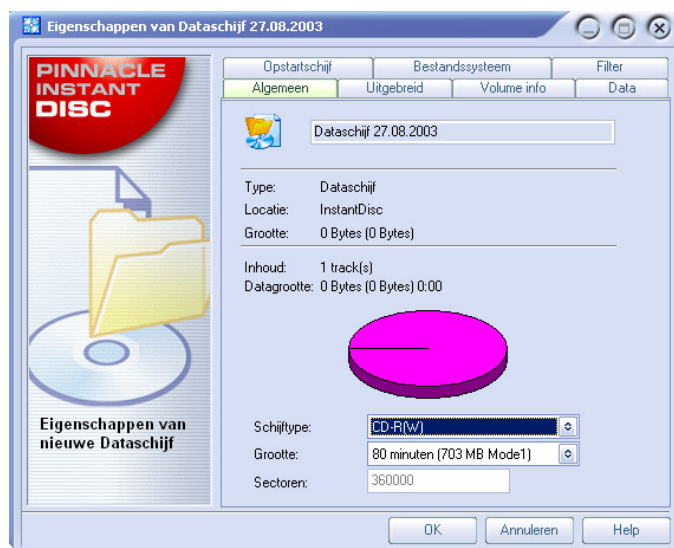 Eigenschappen van Dataschijf 27.08.2003
PINNACLE
INSTANT
DISC
Opstartschijf
Bestandssysteem
Filter
Algemeen
Uitgebreid
Volume info
Data
Dataschijf 27.08.2003
Type: Dataschijf
Locatie: InstantDisc
Grootte: 0 Bytes (0 Bytes)
Inhoud: 1 track(s)
Datagrootte: 0 Bytes (0 Bytes) 0:00
Eigenschappen van
nieuwe Dataschijf
Schijftype: CD-R(W)
Grootte: 80 minuten (703 MB Mode1)
Sectoren: 360000
OK
Annuleren
Help